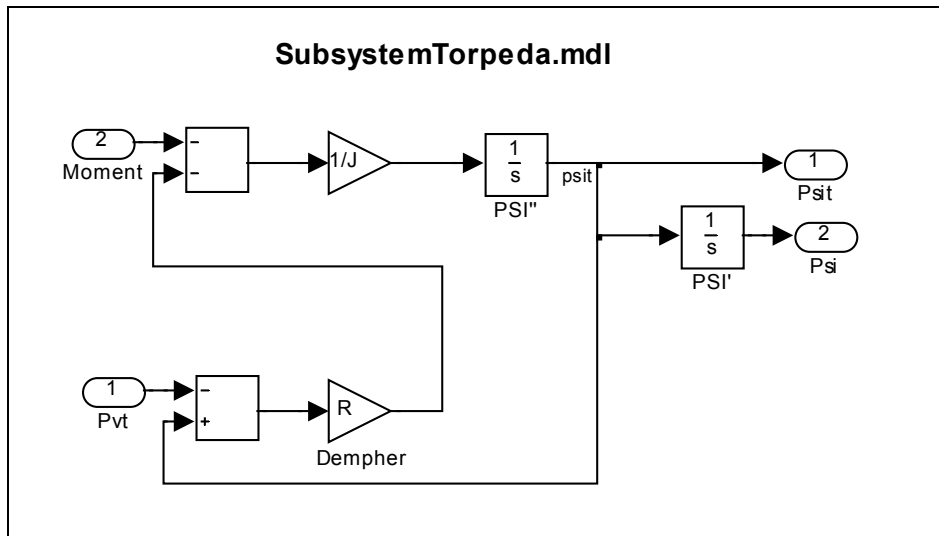 SubsystemTorpeda.mdl
2
Moment
-
-
1/J
1
s
PSI"
psit
1
Psit
1
s
PSI'
2
Psi
1
Pvt
-
+
R
Dempher